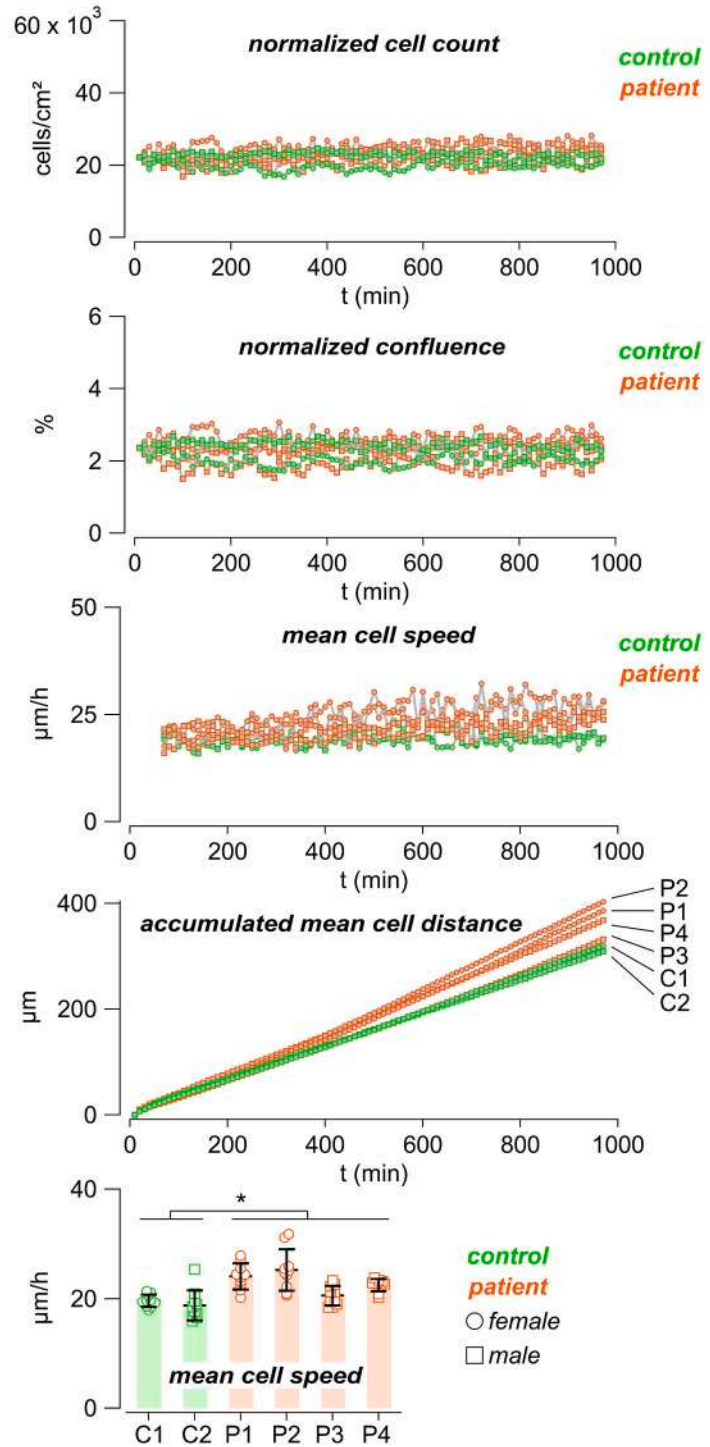 60 x 10³
normalized cell count
control
patient
40
20
0
cells/cm²
0 200 400 600 800 1000
t (min)
6
normalized confluence
control
patient
4
%
2
0
0 200 400 600 800 1000
t (min)
50
mean cell speed
control
patient
25
µm/h
0
0 200 400 600 800 1000
t (min)
400
accumulated mean cell distance
P2
P1
P4
P3
C1
C2
200
µm
0
0 200 400 600 800 1000
t (min)
40
*
control
patient
female
male
20
µm/h
mean cell speed
0
C1 C2 P1 P2 P3 P4